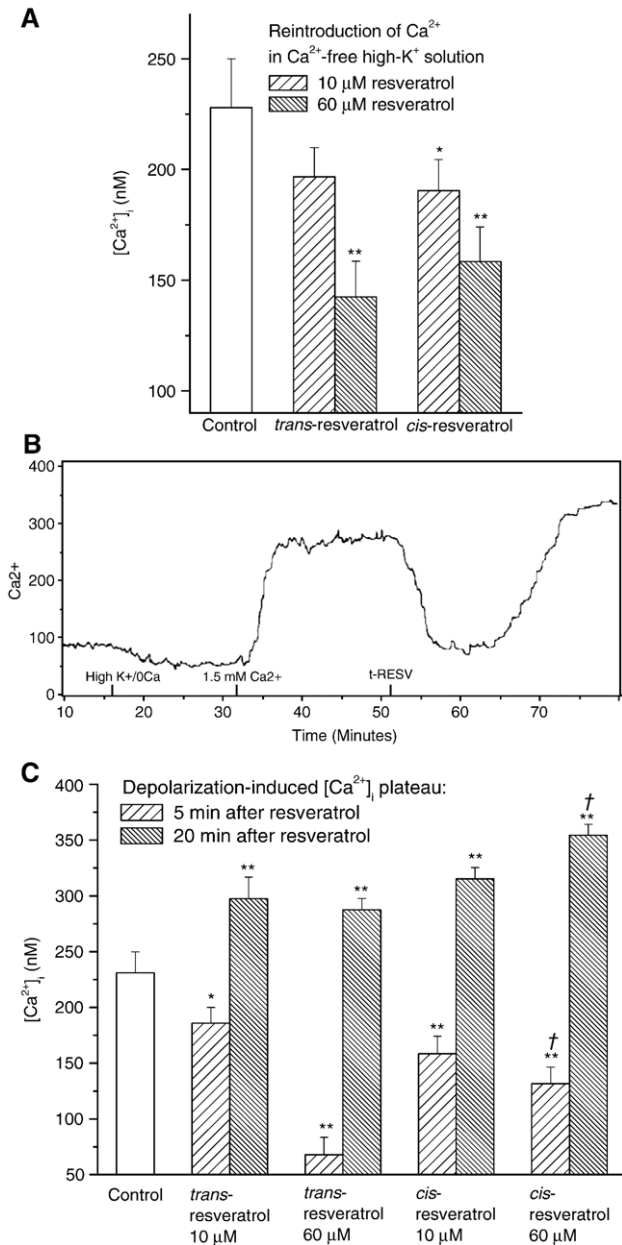 A
Reintroduction of Ca²⁺
in Ca²⁺-free high-K⁺ solution
10 μM resveratrol
60 μM resveratrol
250
200
150
100
[Ca²⁺]ᵢ (nM)
*
**
**
Control
trans-resveratrol
cis-resveratrol
B
400
300
200
100
0
Ca2+
High K+/0Ca
1.5 mM Ca2+
t-RESV
10
20
30
40
50
60
70
Time (Minutes)
C
Depolarization-induced [Ca²⁺]ᵢ plateau:
5 min after resveratrol
20 min after resveratrol
400
350
300
250
200
150
100
50
[Ca²⁺]ᵢ (nM)
*
**
**
**
**
**
†
**
†
**
Control
trans-
resveratrol
10 μM
trans-
resveratrol
60 μM
cis-
resveratrol
10 μM
cis-
resveratrol
60 μM